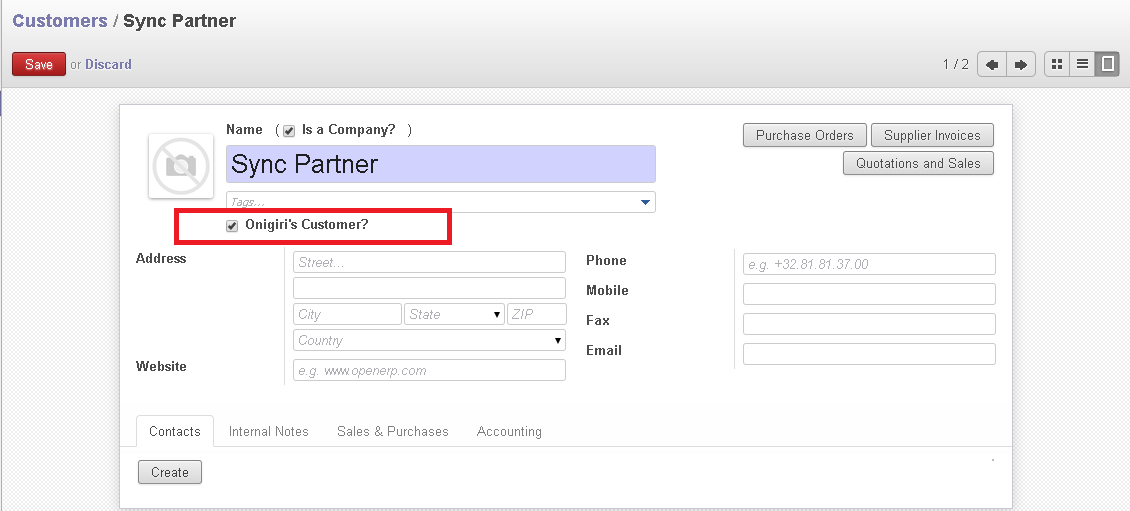 Customers / Sync Partner
Save or Discard
1 / 2
Name ( Is a Company? )
Purchase Orders
Supplier Invoices
Quotations and Sales
Sync Partner
Tags...
Onigiri's Customer?
Address
Street...
City
State
ZIP
Country
Website
e.g. www.openerp.com
Phone
e.g. +32.81.81.37.00
Mobile
Fax
Email
Contacts
Internal Notes
Sales & Purchases
Accounting
Create